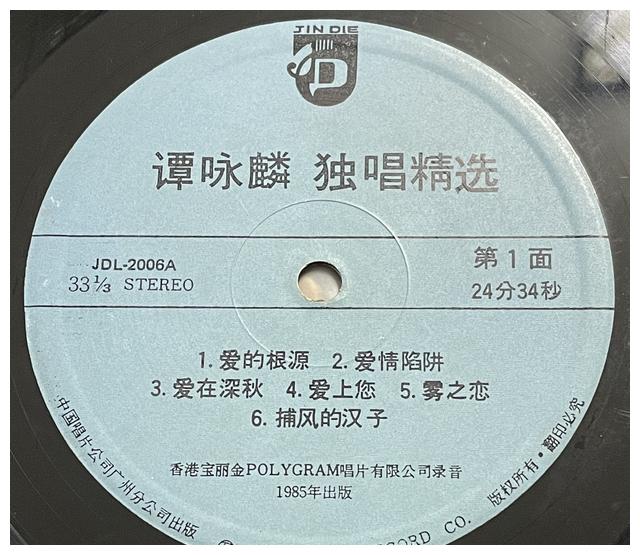 JIN DIE
谭咏麟 独唱精选
JDL-2006A
33⅓ STEREO
第1面
24分34秒
1. 爱的根源 2. 爱情陷阱
3. 爱在深秋 4. 爱上您 5. 雾之恋
6. 捕风的汉子
香港宝丽金POLYGRAM唱片有限公司录音
1985年出版
中国唱片公司广州分公司出版
CO.
版权所有·翻印必究